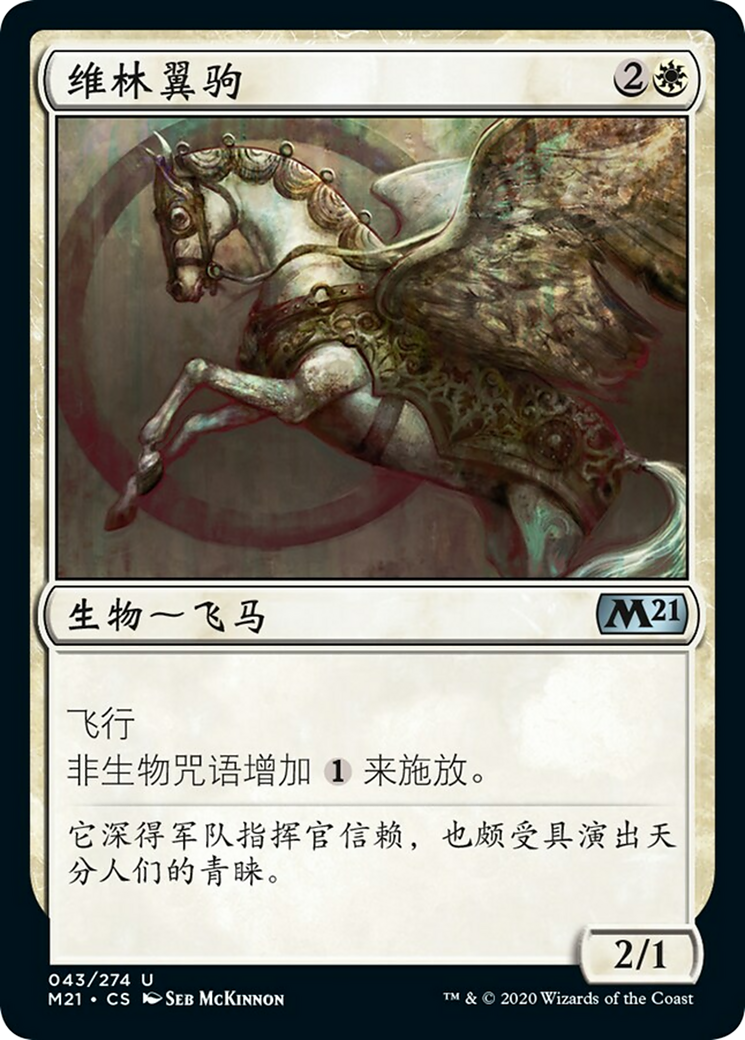 维林翼驹 2
生物～飞马 M21
飞行
非生物咒语增加 1 来施放。
它深得军队指挥官信赖，也颇受具演出天
分人们的青睐。
2/1
043/274 U
M21 • CS Seb McKinnon ™ & © 2020 Wizards of the Coast